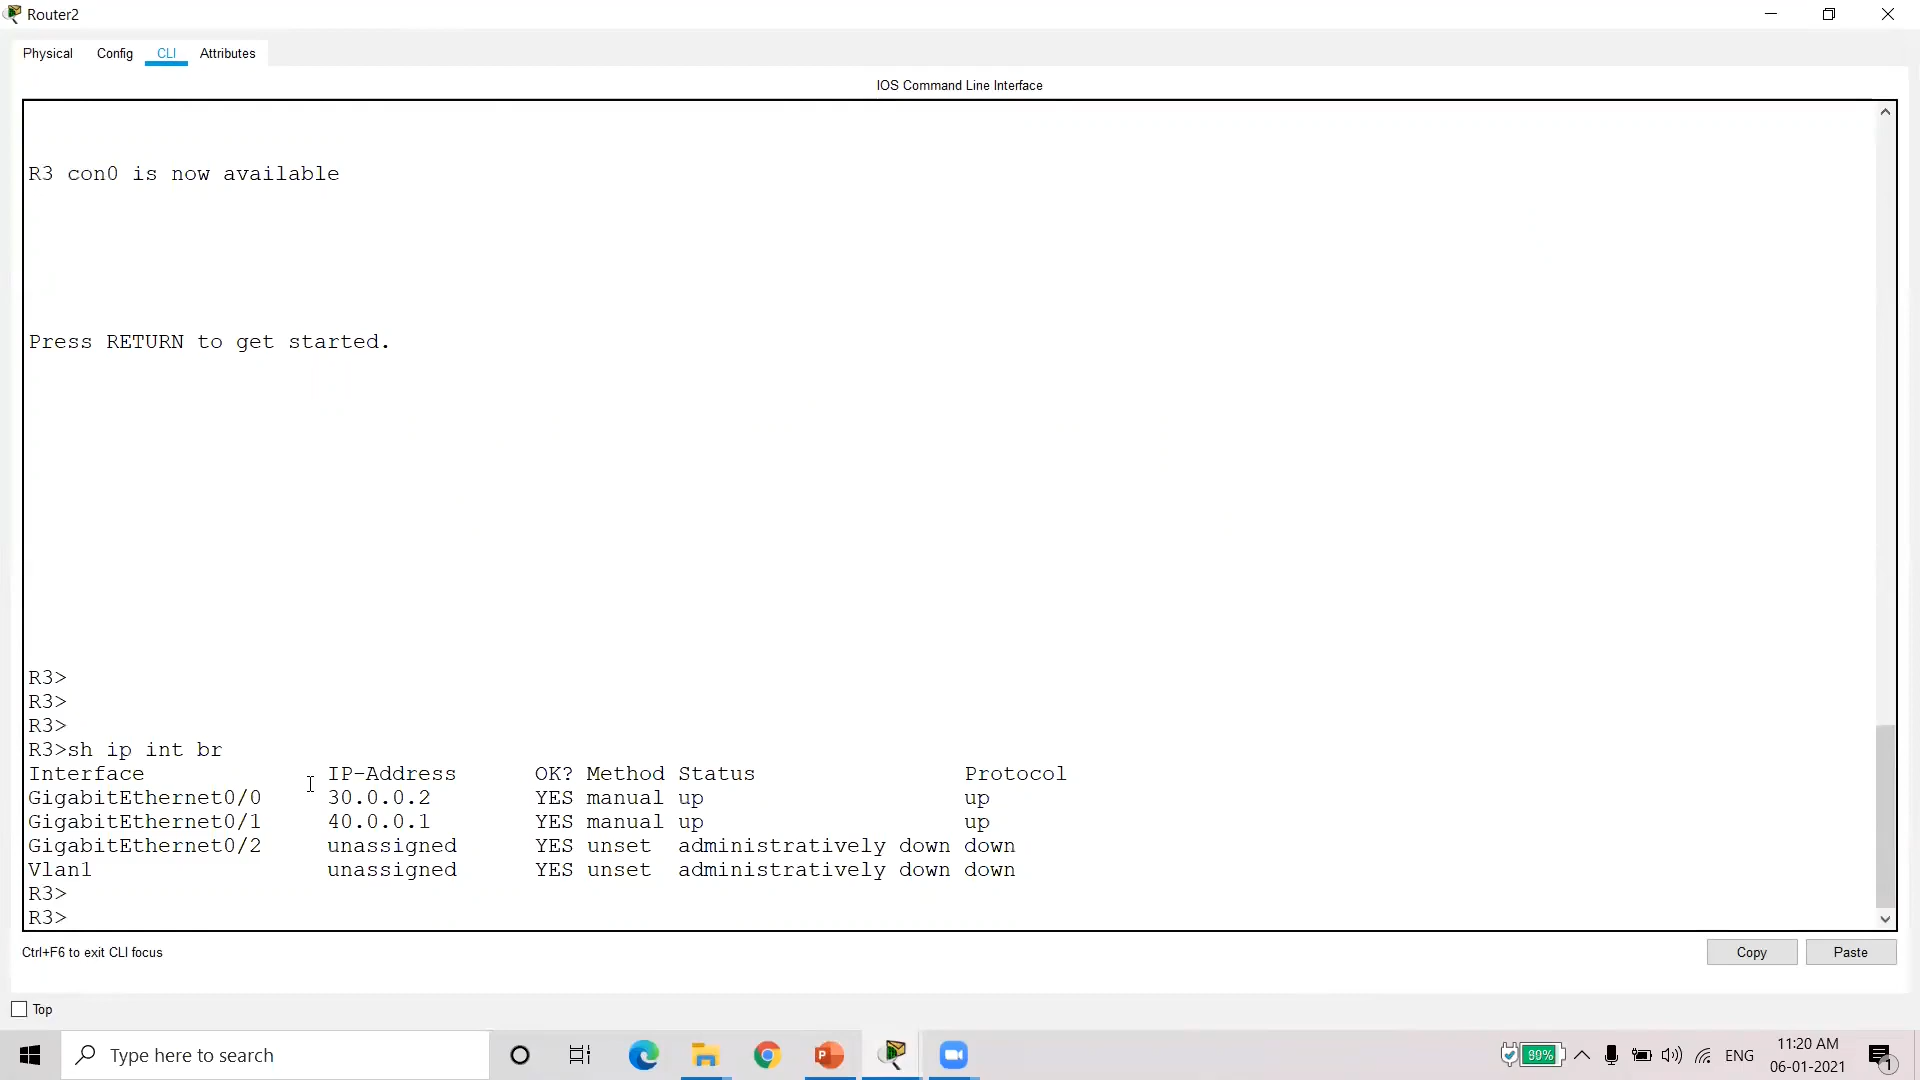 Router2
Physical Config CLI Attributes
IOS Command Line Interface
R3 con0 is now available
Press RETURN to get started.
R3>
R3>
R3>
R3>sh ip int br
Interface IP-Address OK? Method Status Protocol
GigabitEthernet0/0 30.0.0.2 YES manual up up
GigabitEthernet0/1 40.0.0.1 YES manual up up
GigabitEthernet0/2 unassigned YES unset administratively down down
Vlan1 unassigned YES unset administratively down down
R3>
R3>
Ctrl+F6 to exit CLI focus
Copy Paste
Top
Type here to search
90%
ENG
11:20 AM
06-01-2021
1